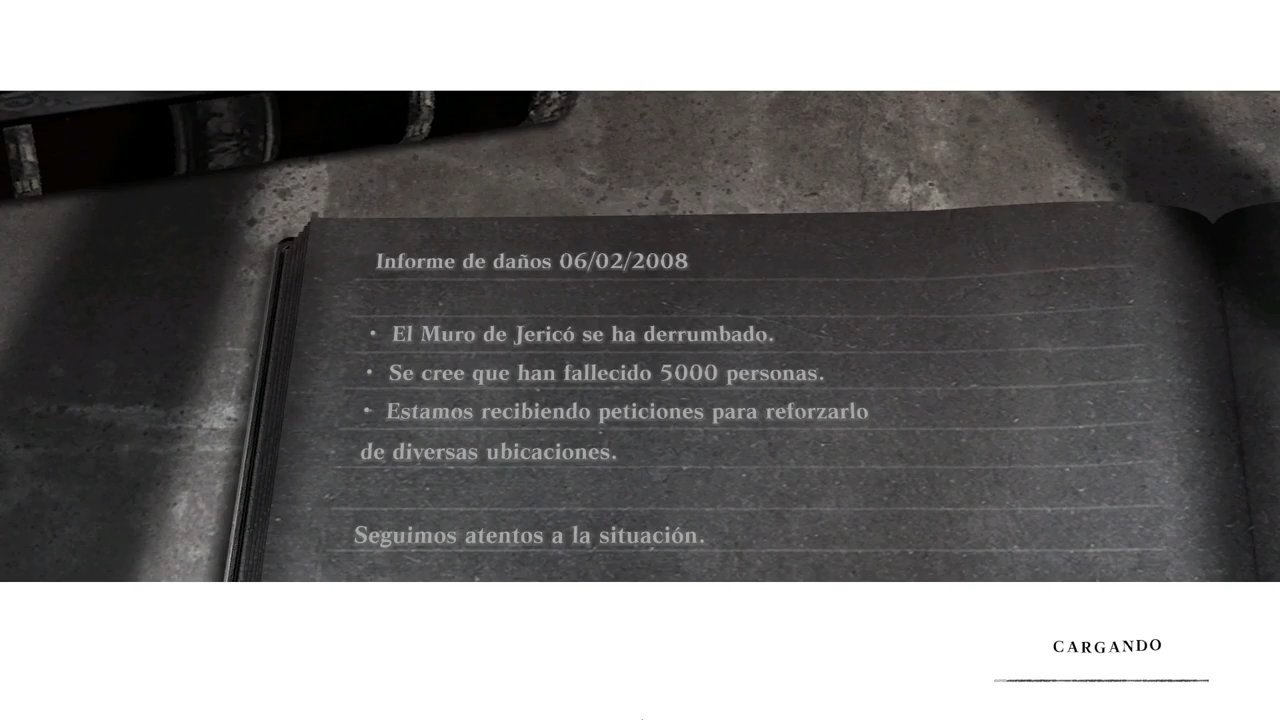 Informe de daños 06/02/2008
• El Muro de Jericó se ha derrumbado.
• Se cree que han fallecido 5000 personas.
• Estamos recibiendo peticiones para reforzarlo
de diversas ubicaciones.
Seguimos atentos a la situación.
CARGANDO